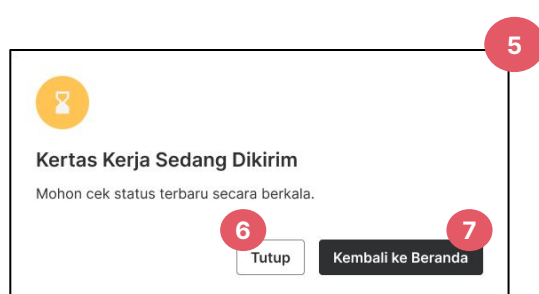 5
Kertas Kerja Sedang Dikirim
Mohon cek status terbaru secara berkala.
6
7
Tutup
Kembali ke Beranda